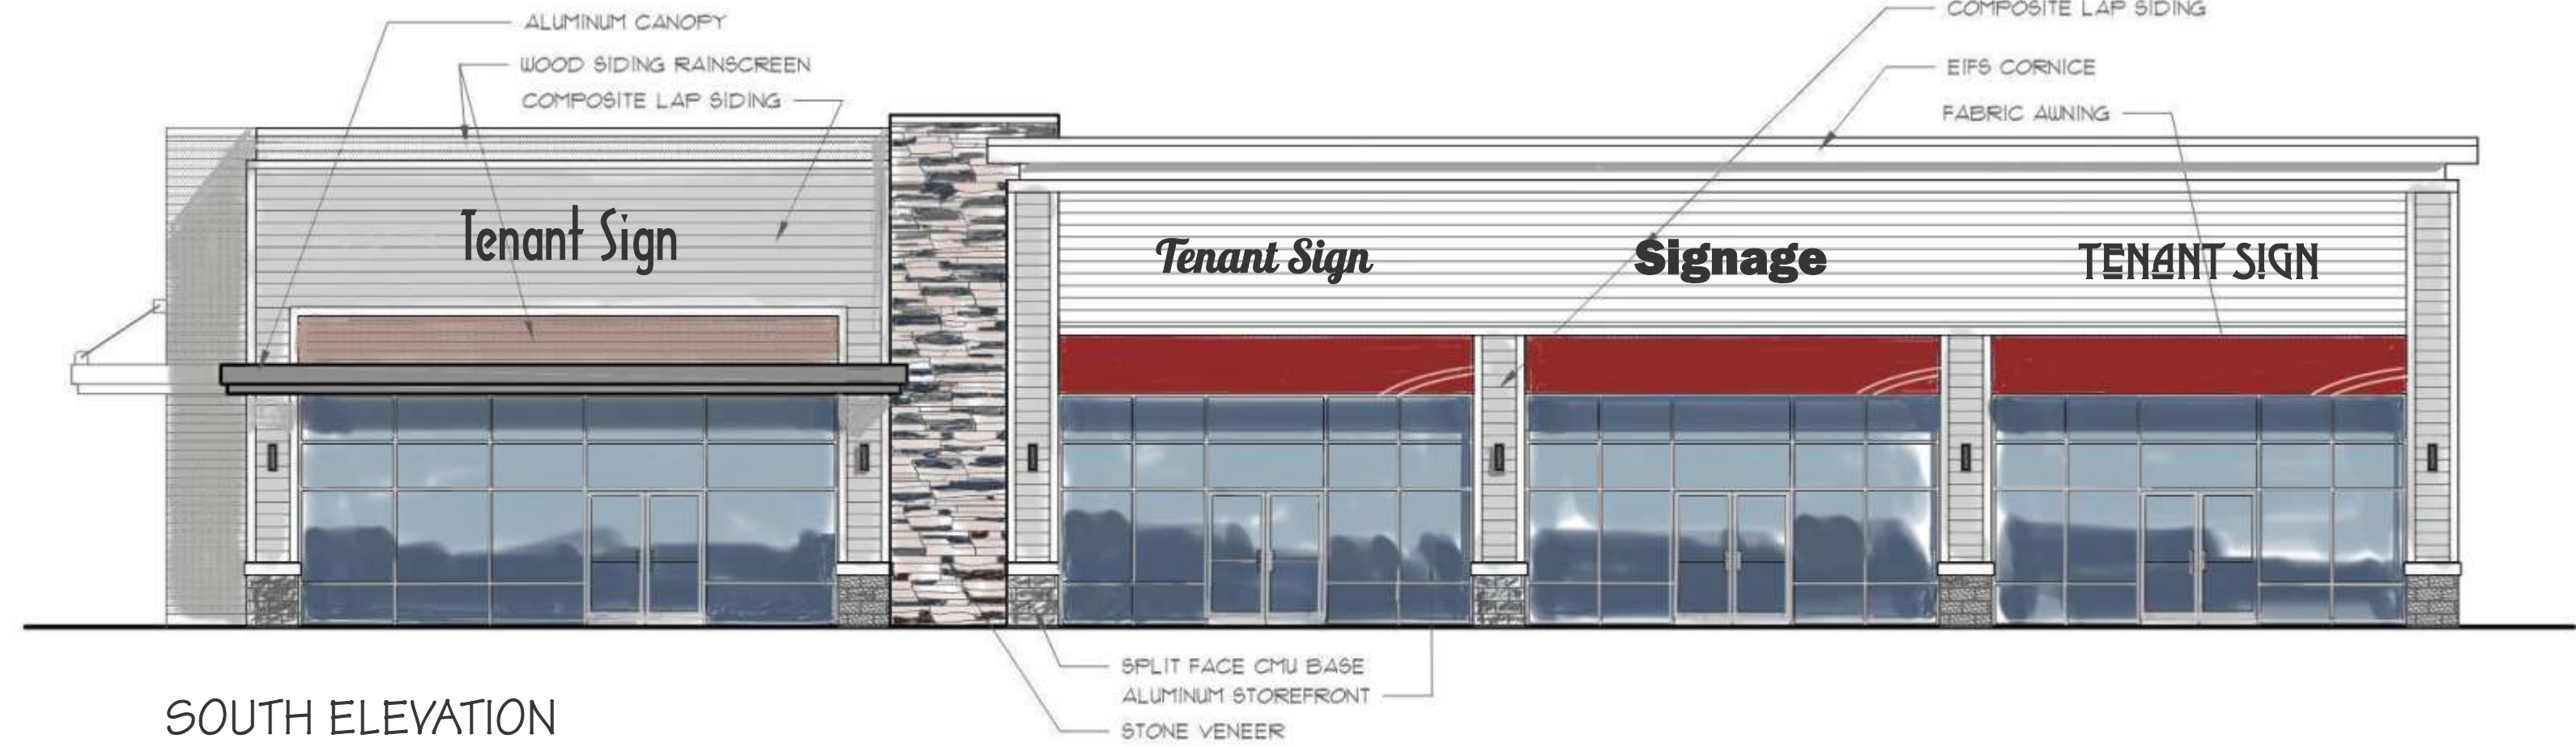 ALUMINUM CANOPY
WOOD SIDING RAINSCREEN
COMPOSITE LAP SIDING
COMPOSITE LAP SIDING
EIFS CORNICE
FABRIC AWNING
Tenant Sign
Tenant Sign
Signage
TENANT SIGN
SPLIT FACE CMU BASE
ALUMINUM STOREFRONT
STONE VENEER
SOUTH ELEVATION